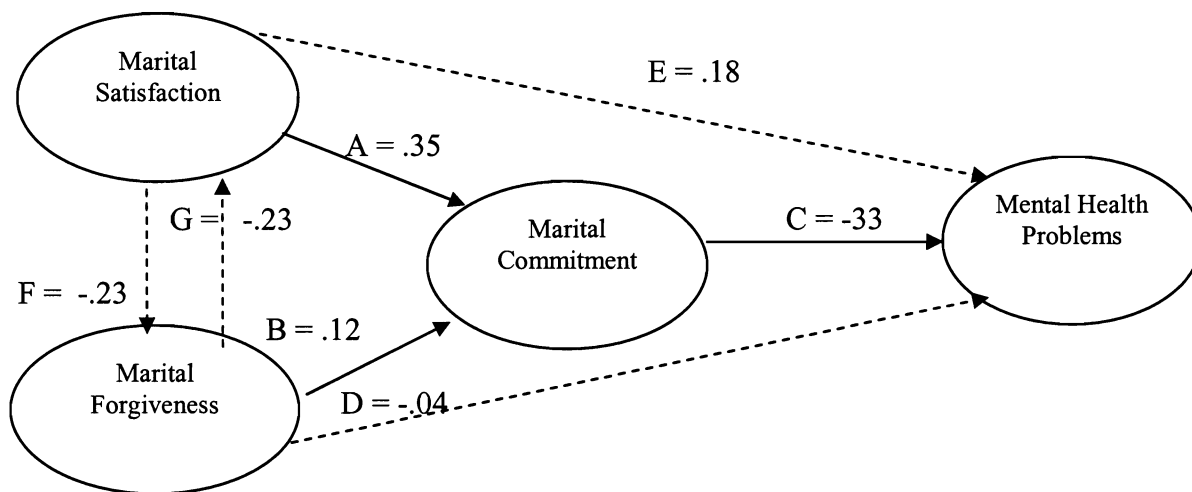 Marital
Satisfaction
E = .18
A = .35
Mental Health
Problems
G = -.23
Marital
Commitment
C = -33
F = -.23
B = .12
Marital
Forgiveness
D = -.04